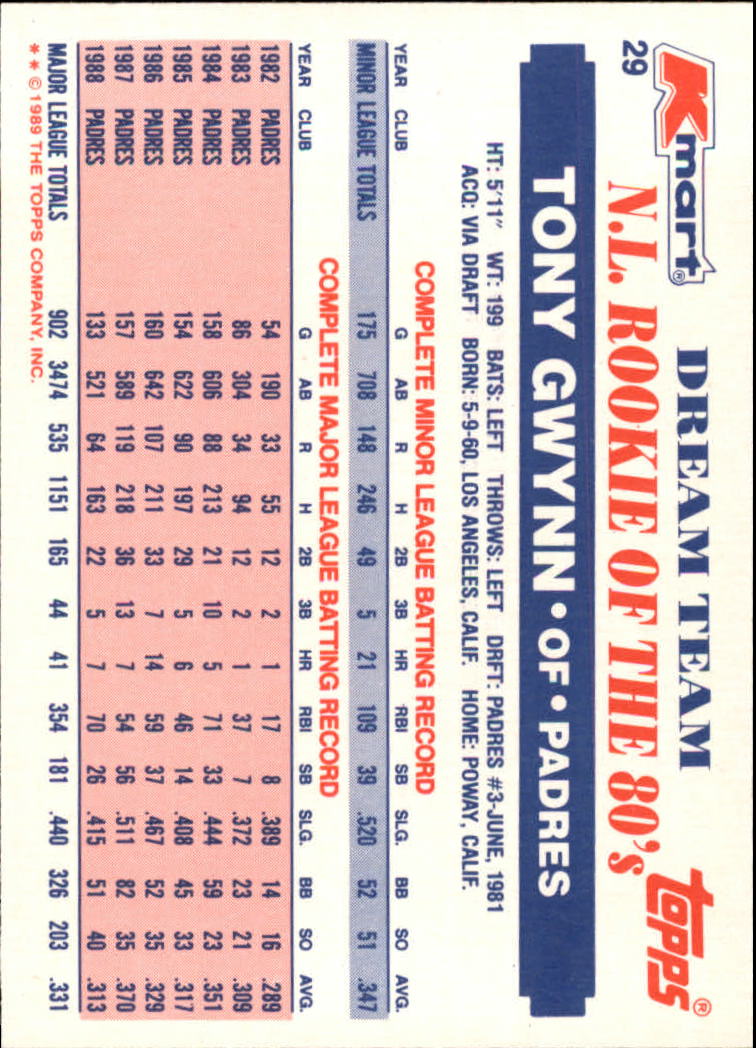 DREAM TEAM
Kmart® N.L. ROOKIE OF THE 80's Topps®
29
TONY GWYNN • OF • PADRES
HT: 5'11" WT: 199 BATS: LEFT THROWS: LEFT DRFT: PADRES #3-JUNE, 1981
ACQ: VIA DRAFT BORN: 5-9-60, LOS ANGELES, CALIF. HOME: POWAY, CALIF.
COMPLETE MINOR LEAGUE BATTING RECORD
YEAR CLUB G AB R H 2B 3B HR RBI SB SLG. BB SO AVG.
MINOR LEAGUE TOTALS 175 708 148 246 49 5 21 109 39 .520 52 51 .347
COMPLETE MAJOR LEAGUE BATTING RECORD
YEAR CLUB G AB R H 2B 3B HR RBI SB SLG. BB SO AVG.
1982 PADRES 54 190 33 55 12 2 1 17 8 .389 14 16 .289
1983 PADRES 86 304 34 94 12 2 1 37 7 .372 23 21 .309
1984 PADRES 158 606 88 213 21 10 5 71 33 .444 59 23 .351
1985 PADRES 154 622 90 197 29 5 6 46 14 .408 45 33 .317
1986 PADRES 160 642 107 211 33 7 14 59 37 .467 52 35 .329
1987 PADRES 157 589 119 218 36 13 7 54 56 .511 82 35 .370
1988 PADRES 133 521 64 163 22 5 7 70 26 .415 51 40 .313
MAJOR LEAGUE TOTALS 902 3474 535 1151 165 44 41 354 181 .440 326 203 .331
* * © 1989 THE TOPPS COMPANY, INC.